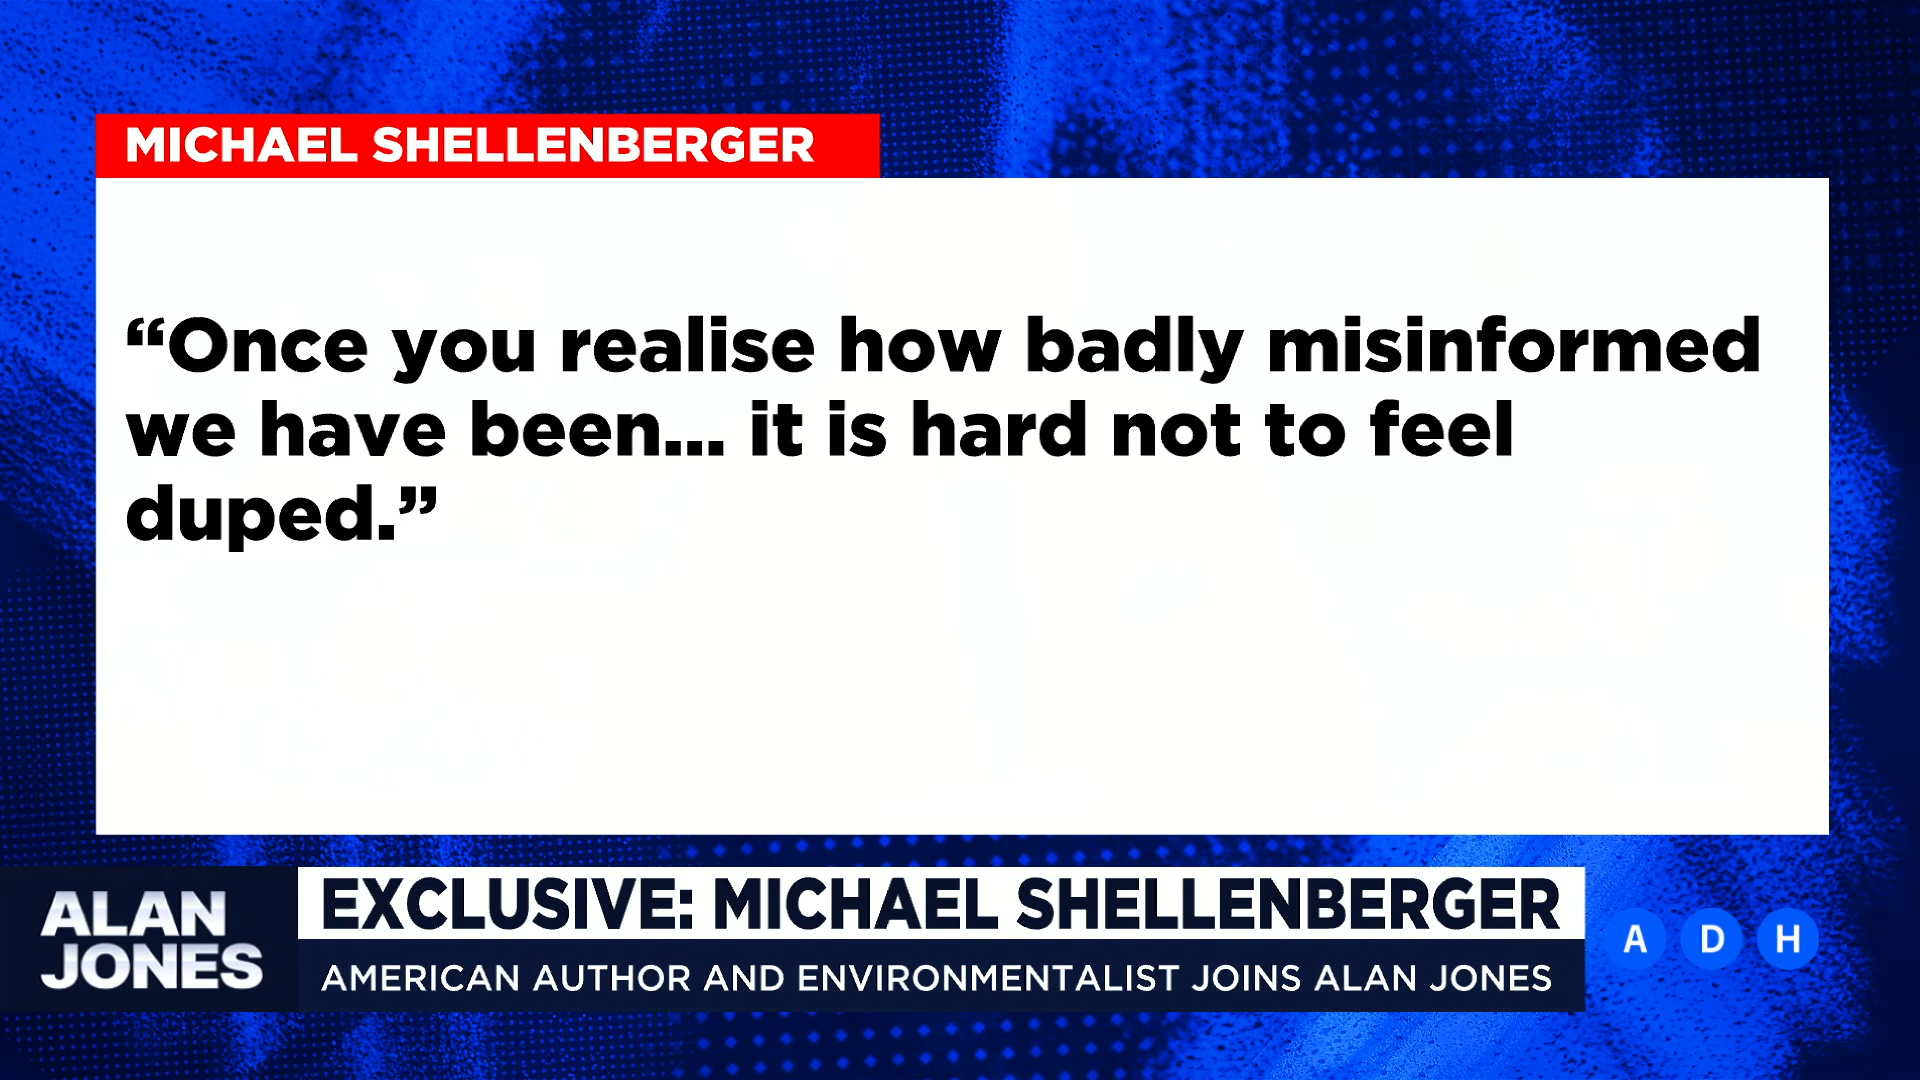 MICHAEL SHELLENBERGER
“Once you realise how badly misinformed
we have been... it is hard not to feel
duped.”
ALAN
JONES
EXCLUSIVE: MICHAEL SHELLENBERGER
AMERICAN AUTHOR AND ENVIRONMENTALIST JOINS ALAN JONES
A D H